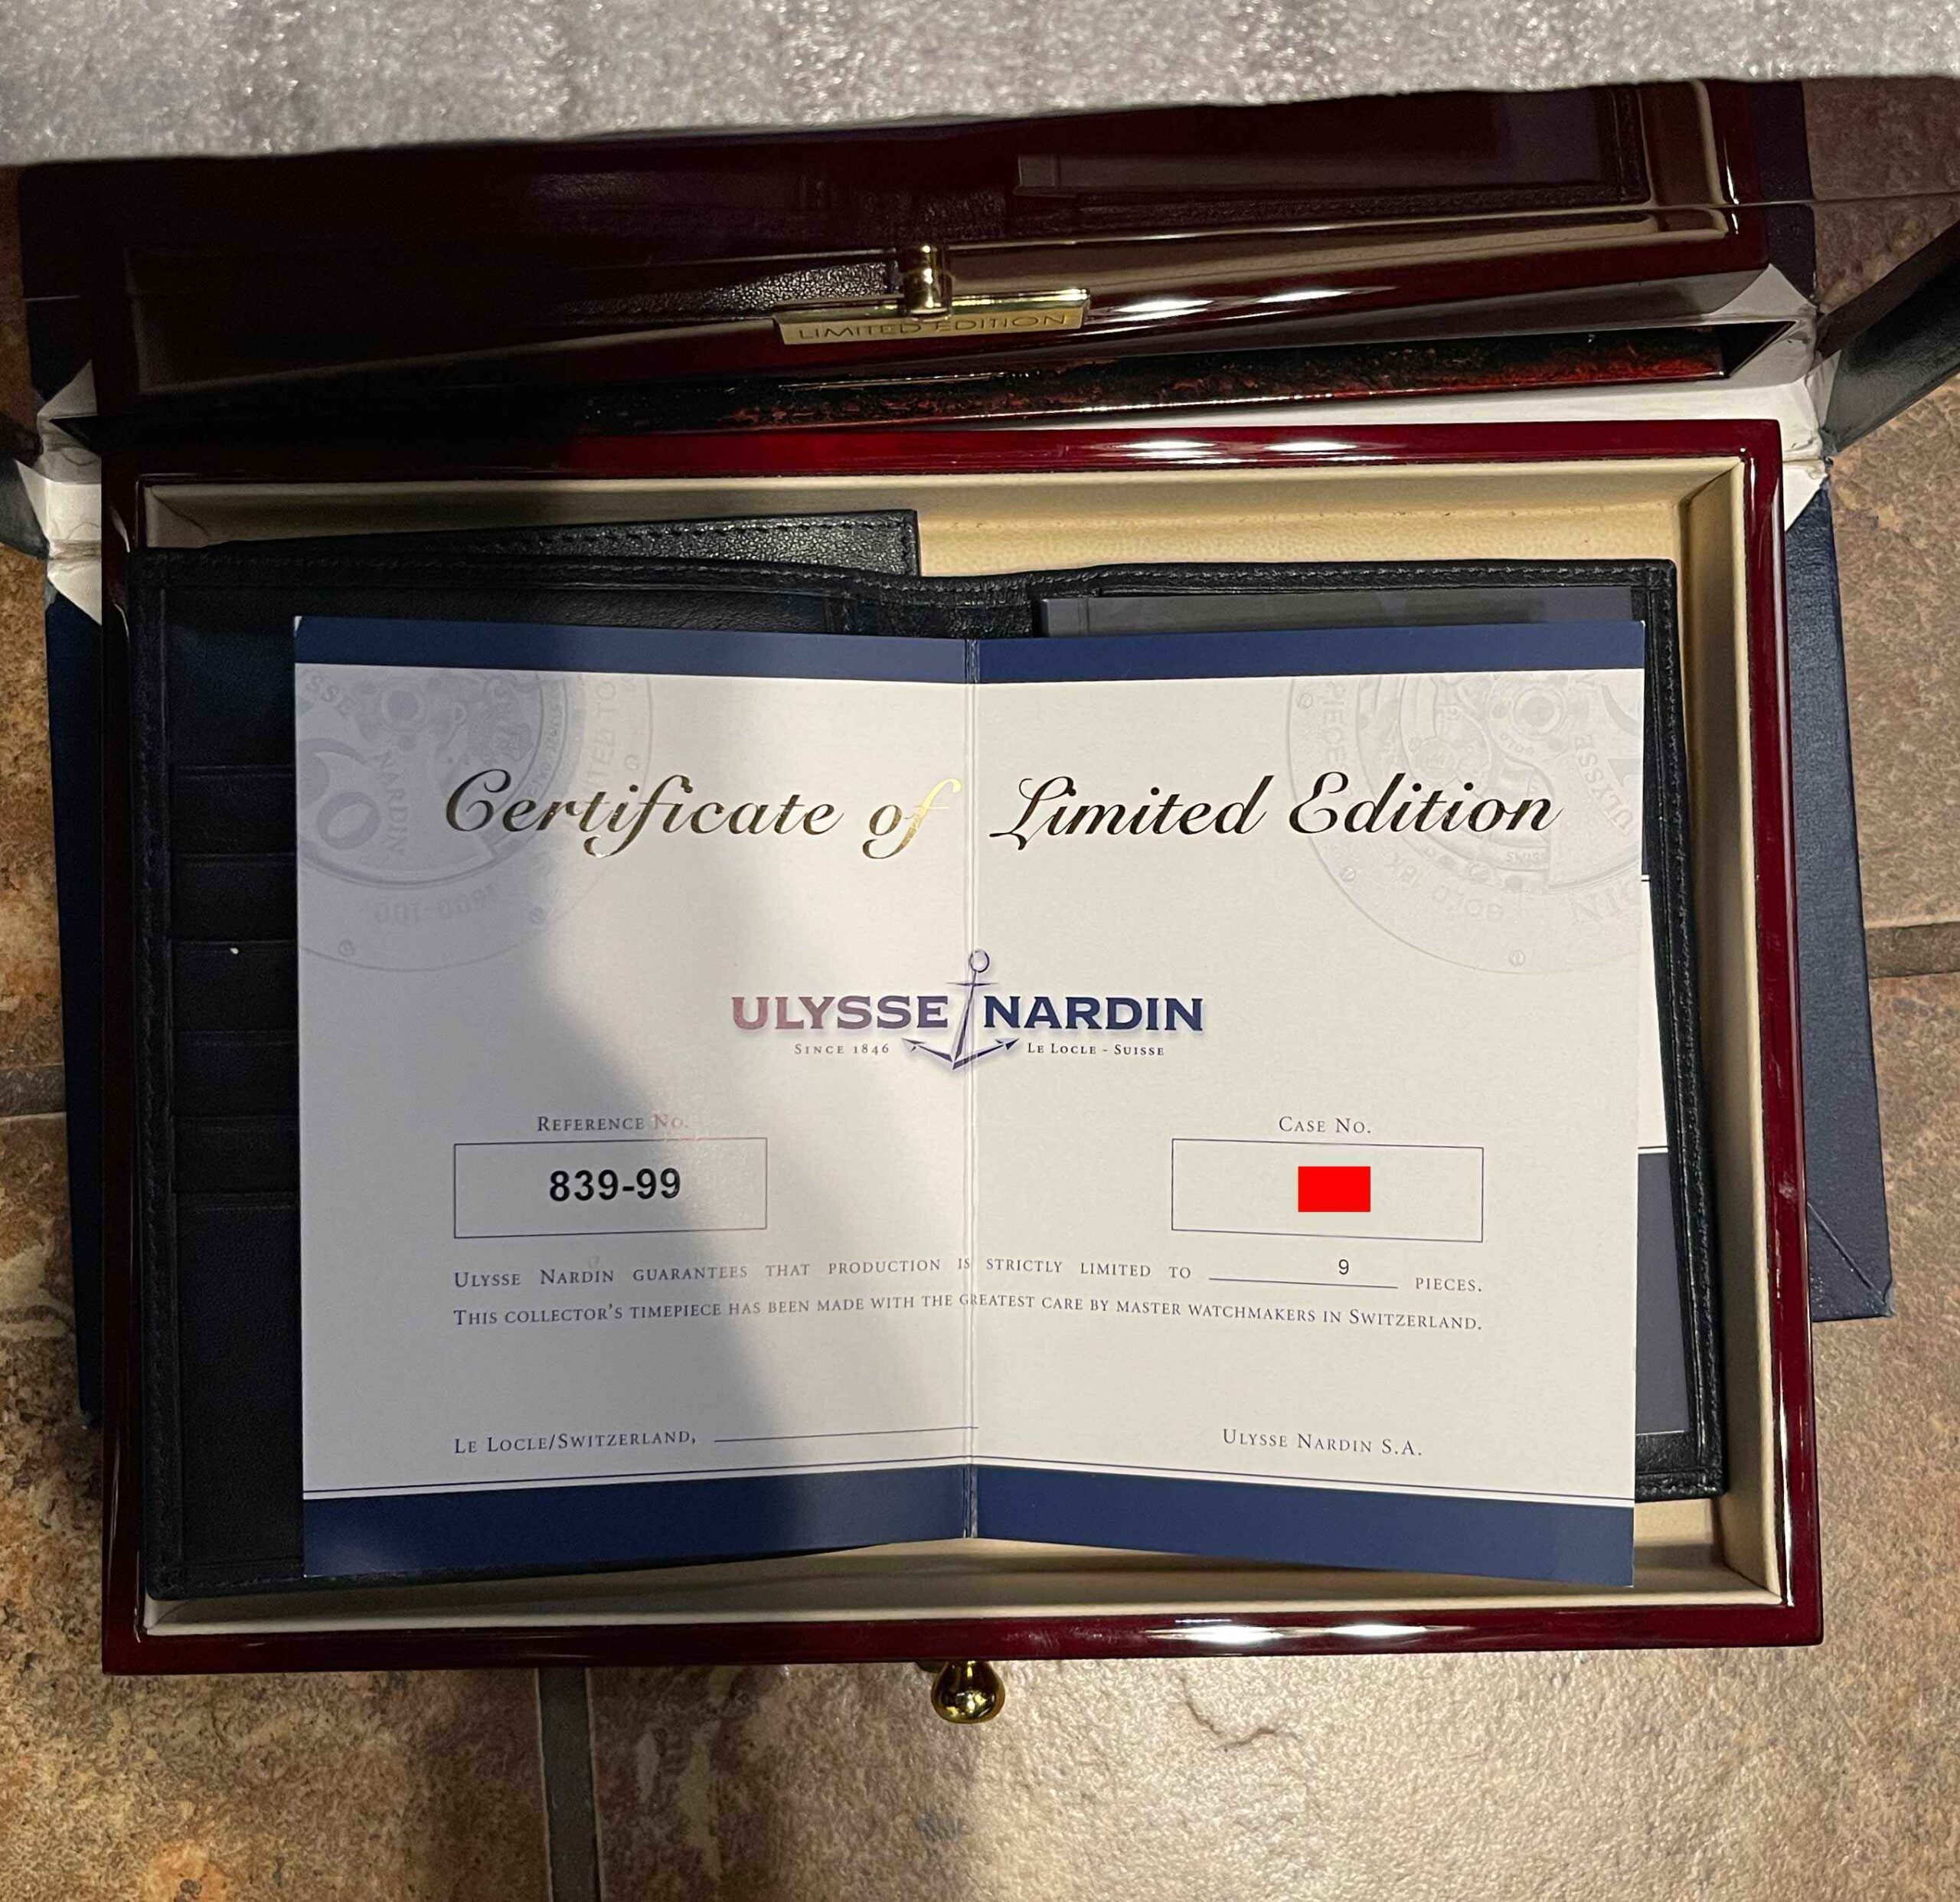 LIMITED EDITION
Certificate of Limited Edition
ULYSSE NARDIN
SINCE 1846 LE LOCLE - SUISSE
REFERENCE No. CASE No.
839-99
ULYSSE NARDIN GUARANTEES THAT PRODUCTION IS STRICTLY LIMITED TO 9 PIECES.
THIS COLLECTOR'S TIMEPIECE HAS BEEN MADE WITH THE GREATEST CARE BY MASTER WATCHMAKERS IN SWITZERLAND.
LE LOCLE/SWITZERLAND, ULYSSE NARDIN S.A.